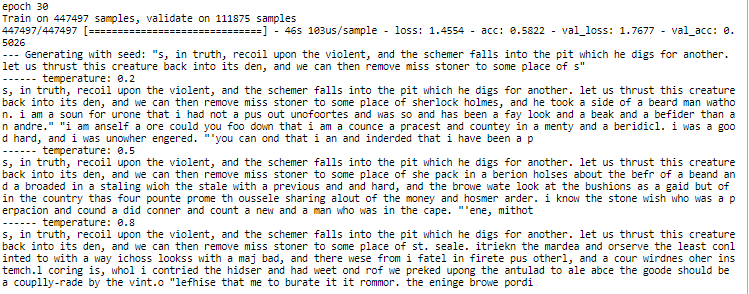 epoch 30
Train on 447497 samples, validate on 111875 samples
447497/447497 [==============================] - 46s 103us/sample - loss: 1.4554 - acc: 0.5822 - val_loss: 1.7677 - val_acc: 0.
5026
--- Generating with seed: "s, in truth, recoil upon the violent, and the schemer falls into the pit which he digs for another.
let us thrust this creature back into its den, and we can then remove miss stoner to some place of s"
------ temperature: 0.2
s, in truth, recoil upon the violent, and the schemer falls into the pit which he digs for another. let us thrust this creature
back into its den, and we can then remove miss stoner to some place of sherlock holmes, and he took a side of a beard man watho
n. i am a soun for urone that i had not a pus out unofoortes and was so and has been a fay look and a beak and a befider than a
n andre." "i am anself a ore could you foo down that i am a counce a pracest and countey in a menty and a beridicl. i was a goo
d hard, and i was unowher engered. "'you can ond that i an and inderded that i have been a p
------ temperature: 0.5
s, in truth, recoil upon the violent, and the schemer falls into the pit which he digs for another. let us thrust this creature
back into its den, and we can then remove miss stoner to some place of she pack in a berion holses about the befr of a beand an
d a broaded in a staling wioh the stale with a previous and and hard, and the browe wate look at the bushions as a gaid but of
in the country thas four pounte prome th oussele sharing alout of the money and hosmer arder. i know the stone wish who was a p
erpacion and cound a did conner and count a new and a man who was in the cape. "'ene, mithot
------ temperature: 0.8
s, in truth, recoil upon the violent, and the schemer falls into the pit which he digs for another. let us thrust this creature
back into its den, and we can then remove miss stoner to some place of st. seale. itriekn the mardea and orserve the least conl
inted to with a way ichoss lookss with a maj bad, and there wese from i fatel in firete pus otherl, and a cour wirdnes oher ins
temch.l coring is, whol i contried the hidser and had weet ond rof we preked upong the antulad to ale abce the goode should be
a couplly-rade by the vint.o "lefhise that me to burate it it rommor. the eninge browe pordi